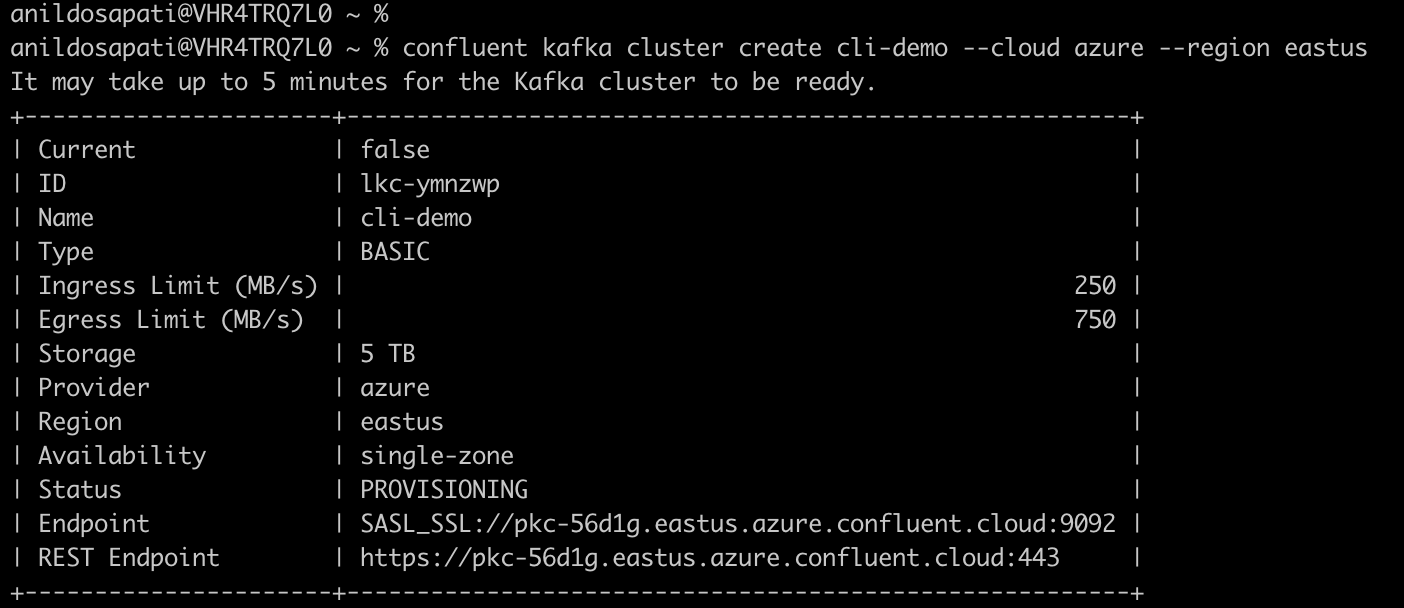 anildosapati@VHR4TRQ7L0 ~ %
anildosapati@VHR4TRQ7L0 ~ % confluent kafka cluster create cli-demo --cloud azure --region eastus
It may take up to 5 minutes for the Kafka cluster to be ready.
+----------------------+--------------------------------------------------------+
| Current              | false                                                  |
| ID                   | lkc-ymnzwp                                             |
| Name                 | cli-demo                                               |
| Type                 | BASIC                                                  |
| Ingress Limit (MB/s) |                                                    250 |
| Egress Limit (MB/s)  |                                                    750 |
| Storage              | 5 TB                                                   |
| Provider             | azure                                                  |
| Region               | eastus                                                 |
| Availability         | single-zone                                            |
| Status               | PROVISIONING                                           |
| Endpoint             | SASL_SSL://pkc-56d1g.eastus.azure.confluent.cloud:9092 |
| REST Endpoint        | https://pkc-56d1g.eastus.azure.confluent.cloud:443     |
+----------------------+--------------------------------------------------------+